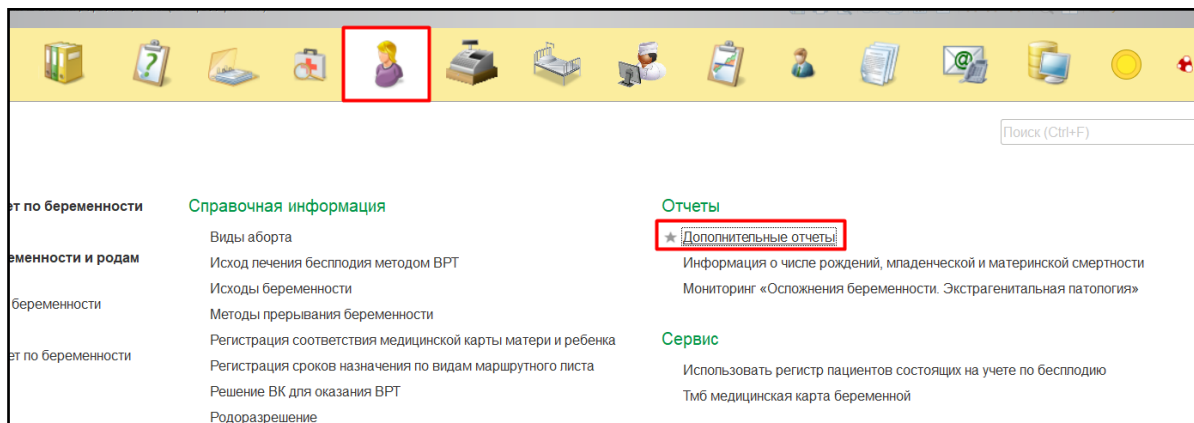 Поиск (Ctrl+F)
ет по беременности
еменности и родам
беременности
ет по беременности
Справочная информация
Виды аборта
Исход лечения бесплодия методом ВРТ
Исходы беременности
Методы прерывания беременности
Регистрация соответствия медицинской карты матери и ребенка
Регистрация сроков назначения по видам маршрутного листа
Решение ВК для оказания ВРТ
Родоразрешение
Отчеты
Дополнительные отчеты
Информация о числе рождений, младенческой и материнской смертности
Мониторинг «Осложнения беременности. Экстрагенитальная патология»
Сервис
Использовать регистр пациентов состоящих на учете по бесплодию
Тмб медицинская карта беременной